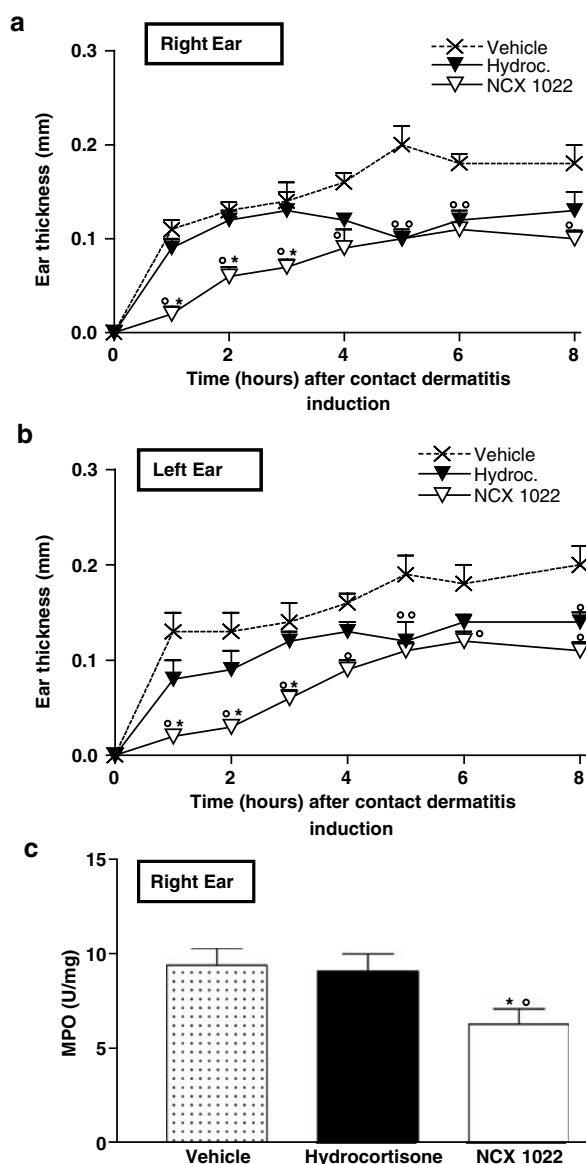 a
Right Ear
Vehicle
Hydroc.
NCX 1022
Ear thickness (mm)
0.3
0.2
0.1
0.0
0 2 4 6 8
° * ° * ° * ° ° ° ° ° °
Time (hours) after contact dermatitis
induction
b
Left Ear
Vehicle
Hydroc.
NCX 1022
Ear thickness (mm)
0.3
0.2
0.1
0.0
0 2 4 6 8
° * ° * ° * ° ° ° ° ° °
Time (hours) after contact dermatitis
induction
c
Right Ear
MPO (U/mg)
15
10
5
0
* °
Vehicle Hydrocortisone NCX 1022